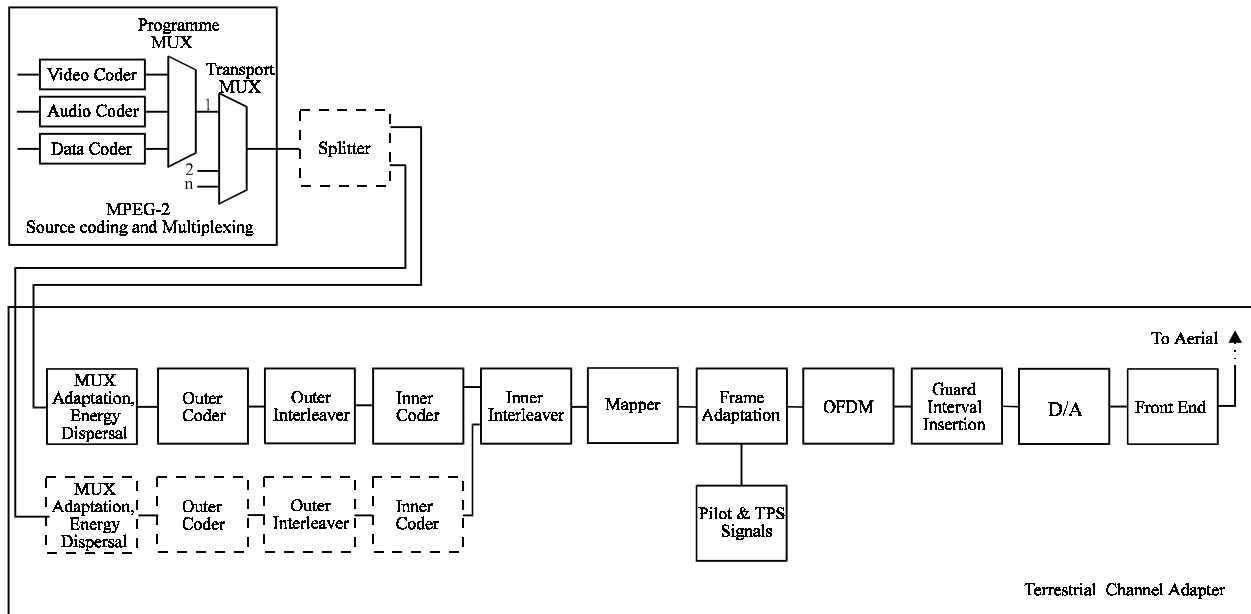 Programme
MUX
Video Coder
Transport
MUX
1
Audio Coder
Data Coder
2
n
MPEG-2
Source coding and Multiplexing
Splitter
To Aerial
MUX
Adaptation,
Energy
Dispersal
Outer
Coder
Outer
Interleaver
Inner
Coder
Inner
Interleaver
Mapper
Frame
Adaptation
OFDM
Guard
Interval
Insertion
D/A
Front End
MUX
Adaptation,
Energy
Dispersal
Outer
Coder
Outer
Interleaver
Inner
Coder
Pilot & TPS
Signals
Terrestrial Channel Adapter